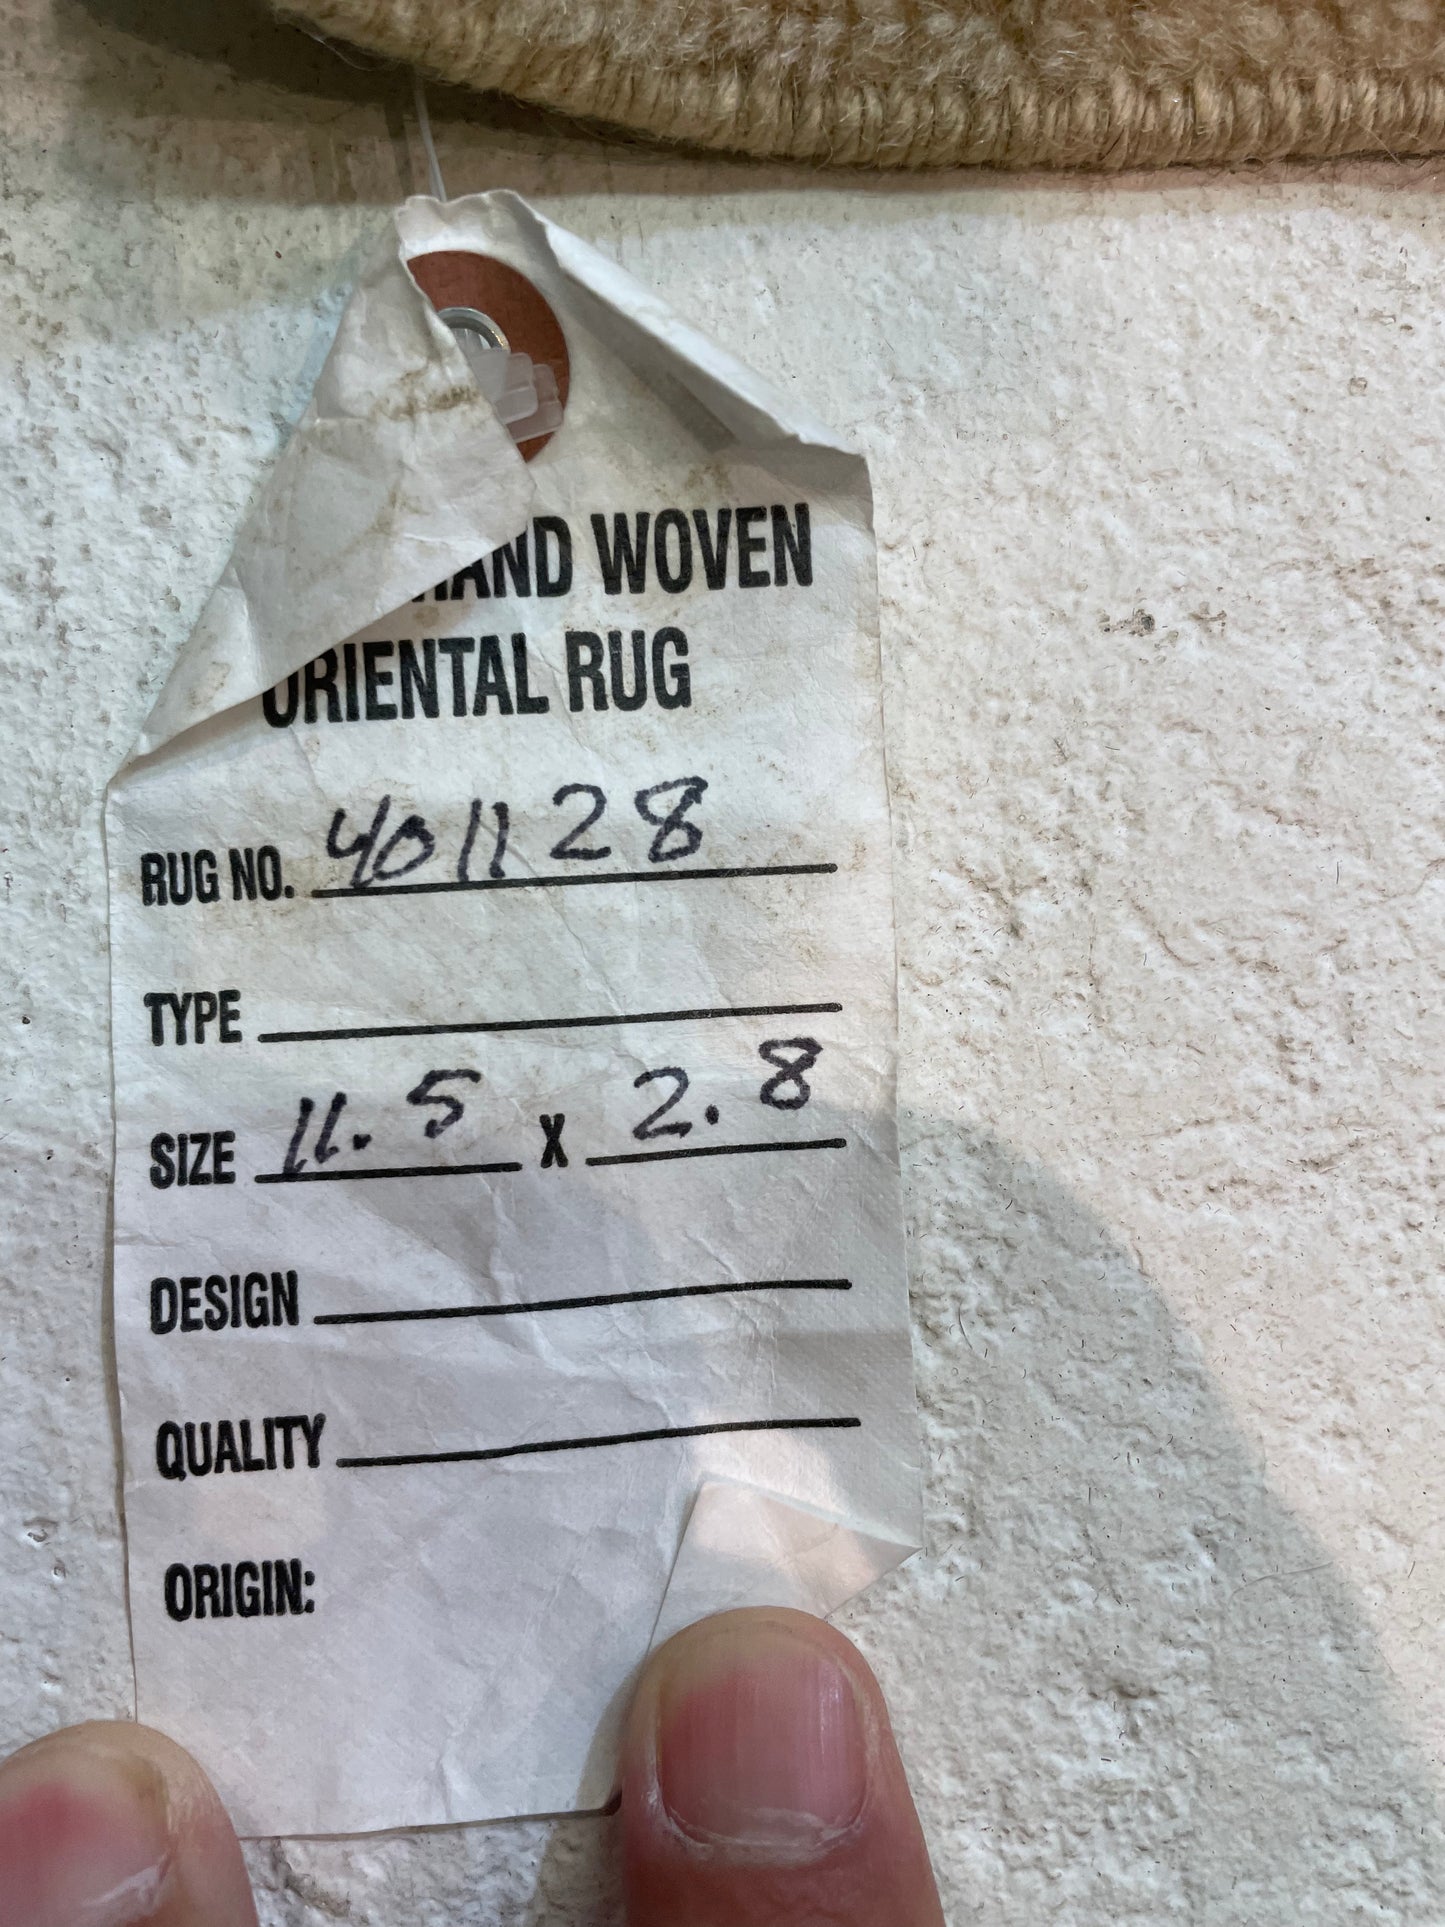 HAND WOVEN
ORIENTAL RUG
RUG NO. 401128
TYPE
SIZE 11.5 X 2.8
DESIGN
QUALITY
ORIGIN: